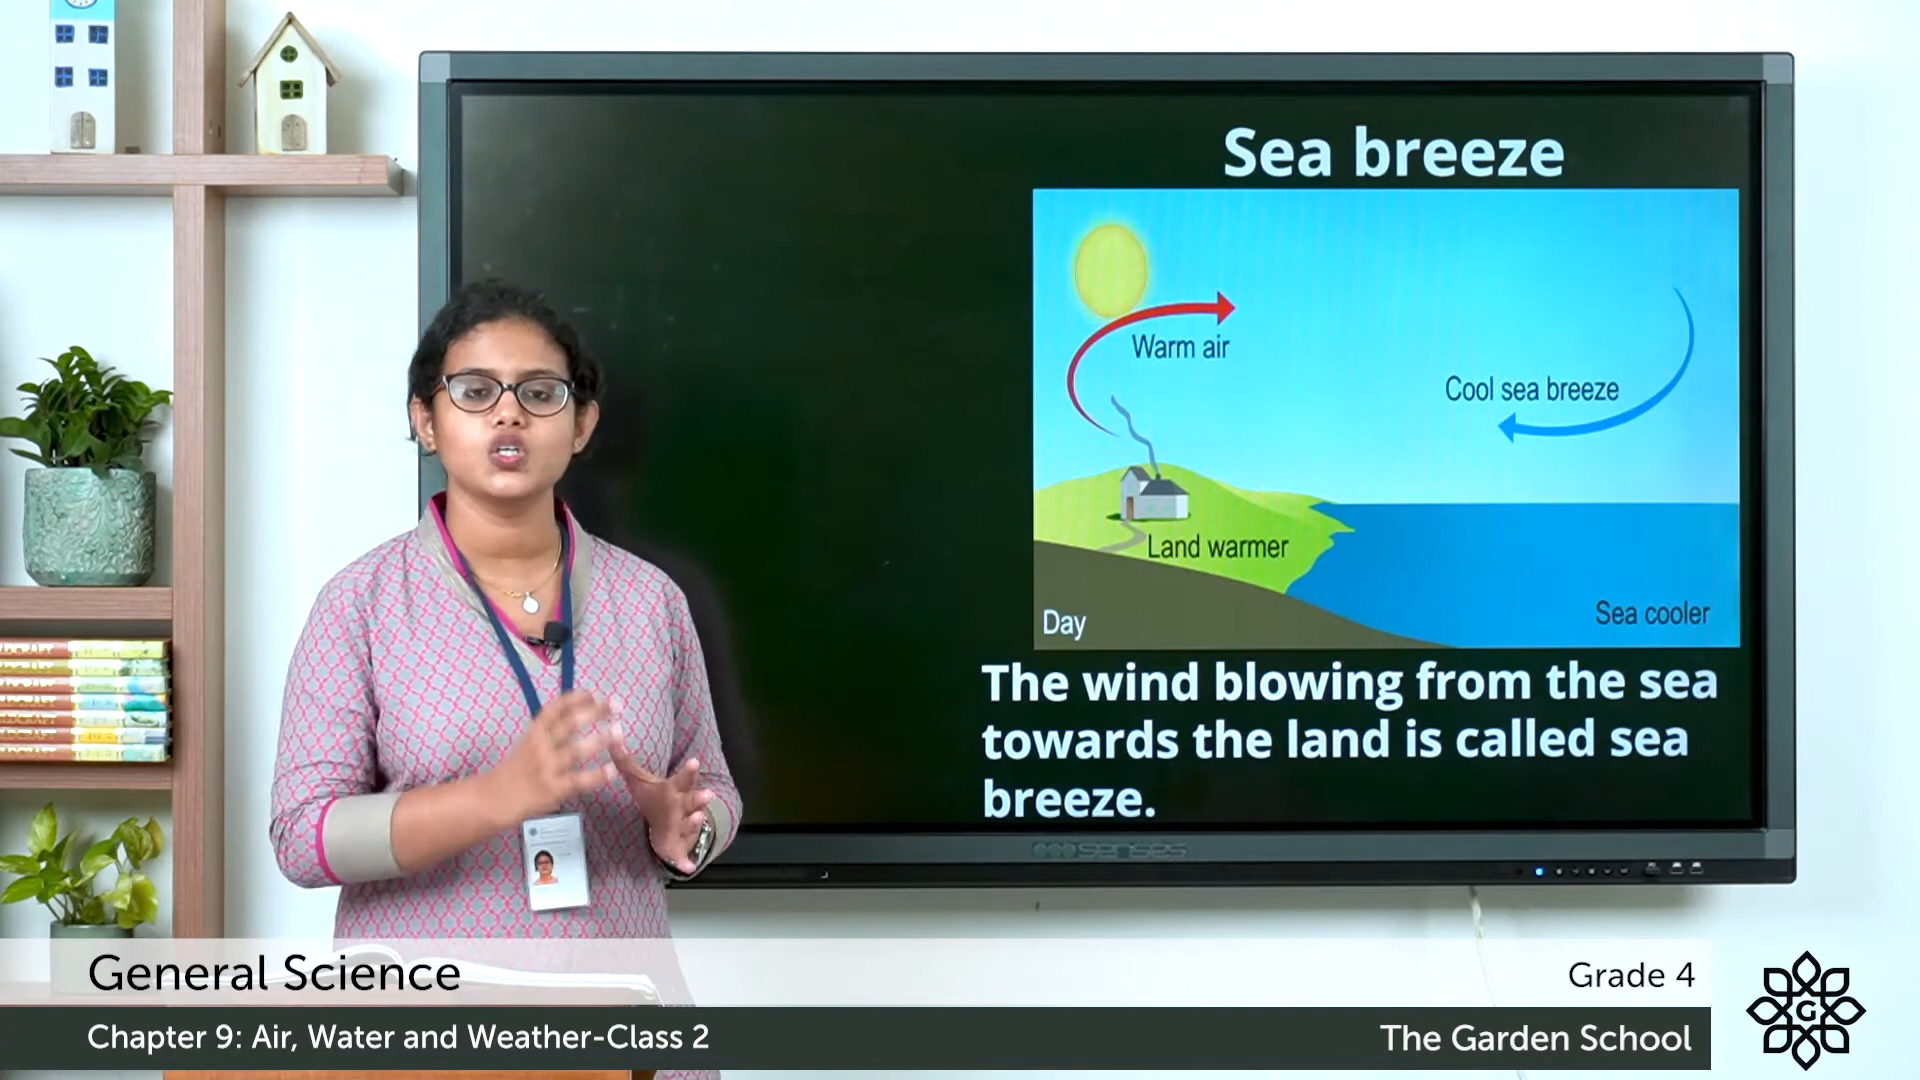 Sea breeze
Warm air
Cool sea breeze
Land warmer
Sea cooler
Day
The wind blowing from the sea
towards the land is called sea
breeze.
senses
General Science
Grade 4
Chapter 9: Air, Water and Weather-Class 2
The Garden School
G